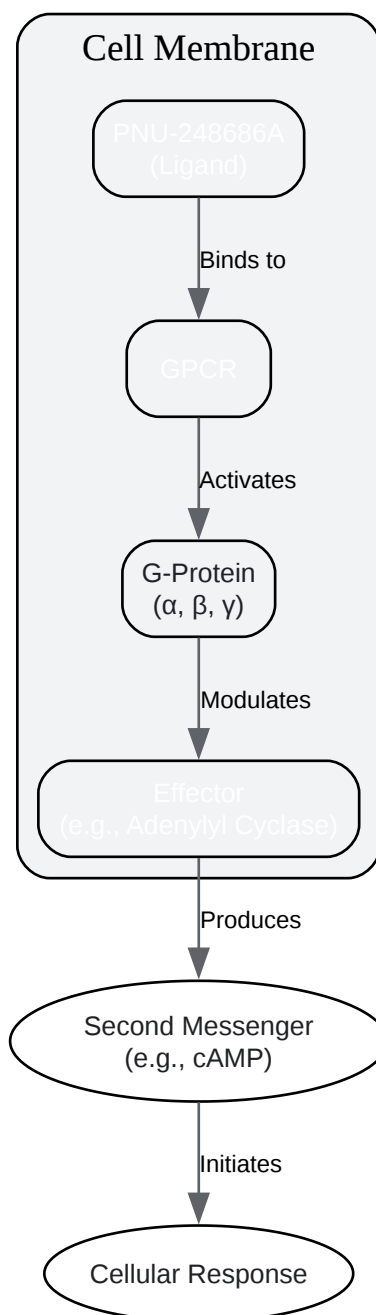 Cell Membrane
PNU-248686A
(Ligand)
Binds to
GPCR
Activates
G-Protein
(α, β, γ)
Modulates
Effector
(e.g., Adenylyl Cyclase)
Produces
Second Messenger
(e.g., cAMP)
Initiates
Cellular Response